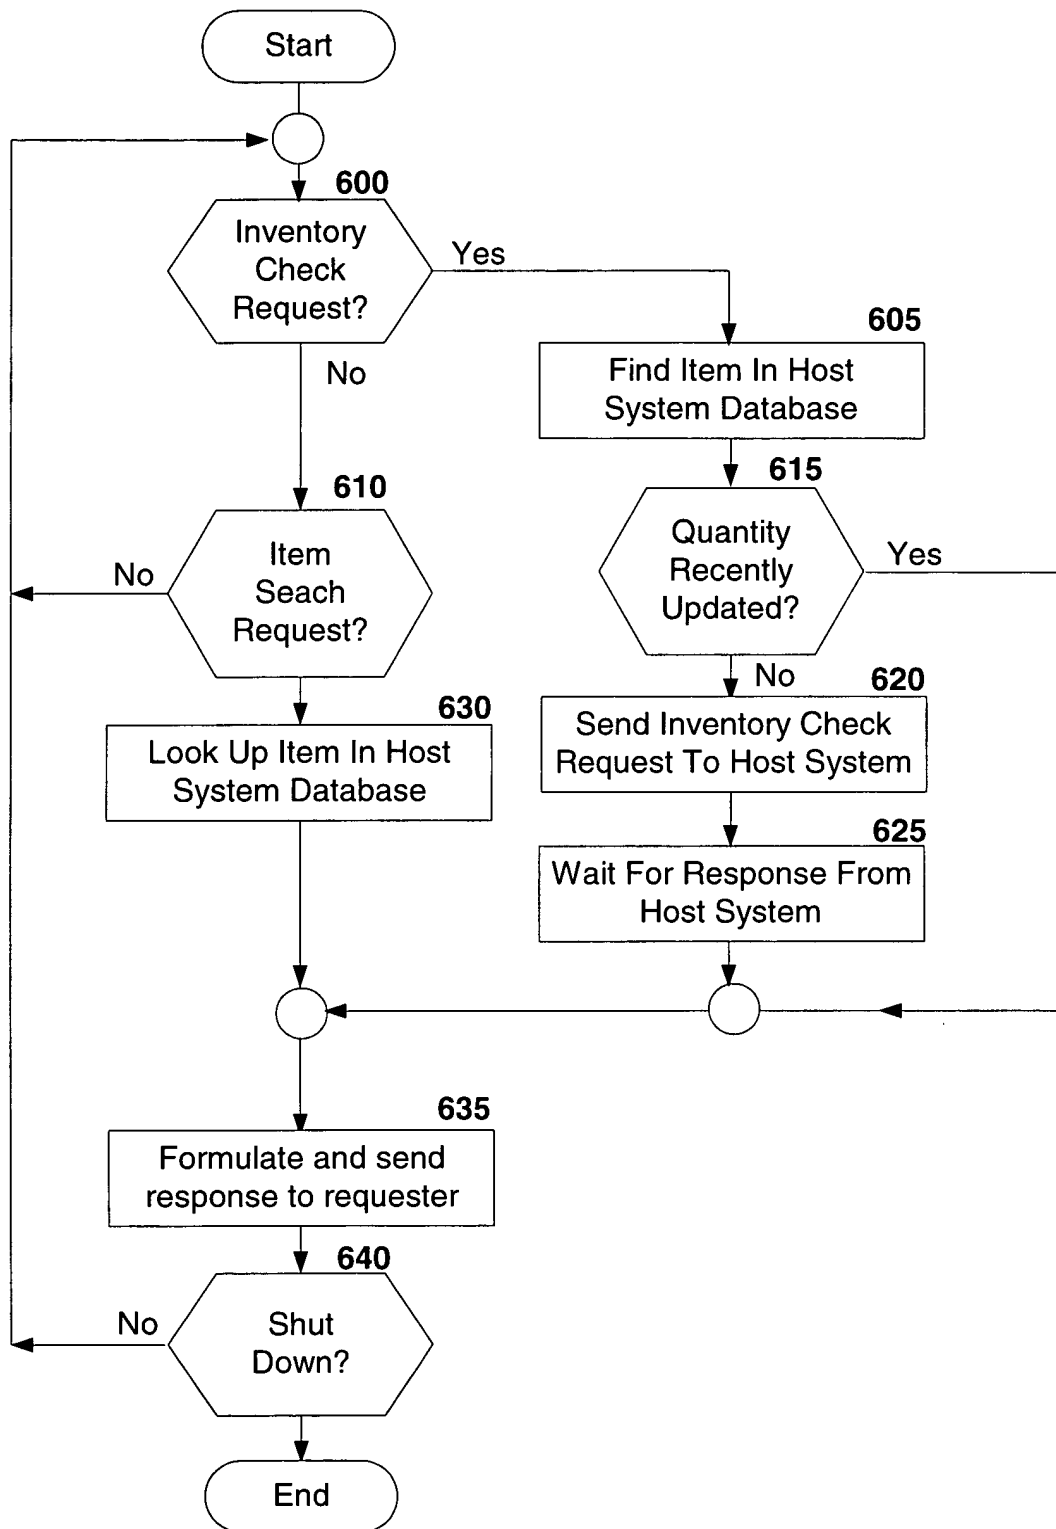 Start
600
Inventory
Check
Request?
Yes
No
605
Find Item In Host
System Database
610
Item
Seach
Request?
No
615
Quantity
Recently
Updated?
Yes
No
620
Send Inventory Check
Request To Host System
630
Look Up Item In Host
System Database
625
Wait For Response From
Host System
635
Formulate and send
response to requester
640
Shut
Down?
No
End